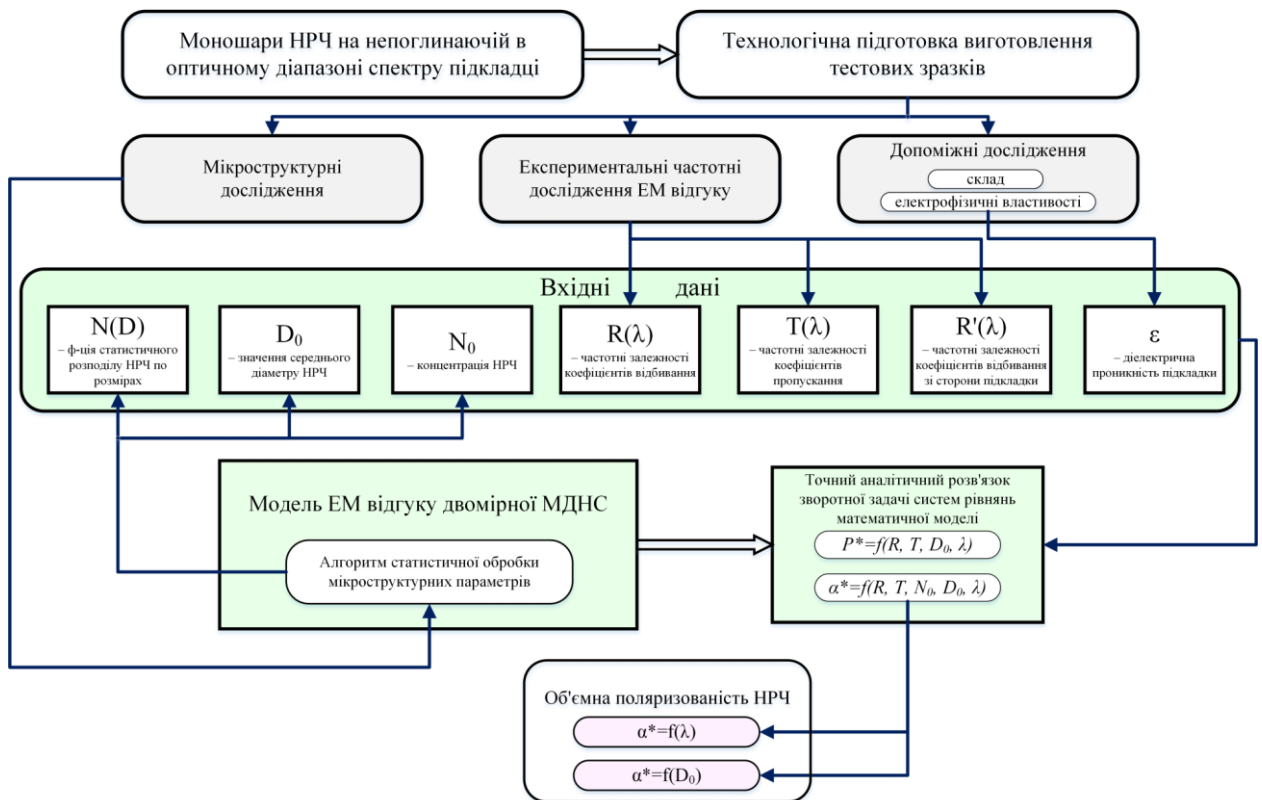 Моношари НРЧ на непоглинаючій в
оптичному діапазоні спектру підкладці
Технологічна підготовка виготовлення
тестових зразків
Мікроструктурні
дослідження
Експериментальні частотні
дослідження ЕМ відгуку
Допоміжні дослідження
склад
електрофізичні властивості
Вхідні дані
N(D)
– ф-ція статистичного
розподілу НРЧ по
розмірах
D₀
– значення середнього
діаметру НРЧ
N₀
– концентрація НРЧ
R(λ)
– частотні залежності
коефіцієнтів відбивання
T(λ)
– частотні залежності
коефіцієнтів
пропускання
R'(λ)
– частотні залежності
коефіцієнтів відбивання
зі сторони підкладки
ε
– діелектрична
проникність підкладки
Модель ЕМ відгуку двомірної МДНС
Алгоритм статистичної обробки
мікроструктурних параметрів
Точний аналітичний розв'язок
зворотної задачі систем рівнянь
математичної моделі
P*=f(R, T, D₀, λ)
α*=f(R, T, N₀, D₀, λ)
Об'ємна поляризованість НРЧ
α*=f(λ)
α*=f(D₀)